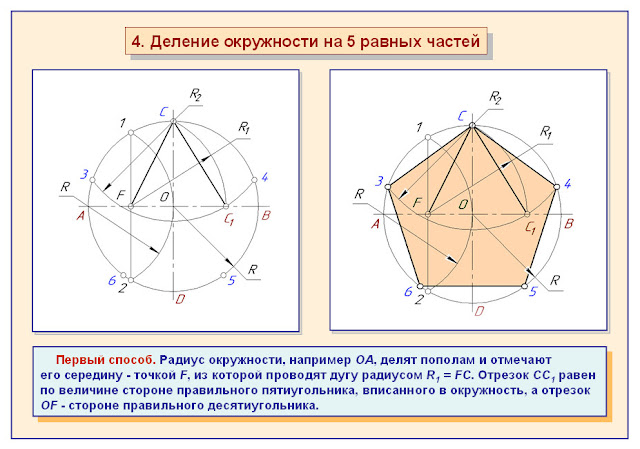 4. Деление окружности на 5 равных частей
C
R2
1
R1
3
4
R
F
O
A
C1
B
R
6
2
5
D
C
R2
1
R1
3
4
R
F
O
A
C1
B
R
6
2
5
D
Первый способ. Радиус окружности, например OA, делят пополам и отмечают
его середину - точкой F, из которой проводят дугу радиусом R1 = FC. Отрезок CC1 равен
по величине стороне правильного пятиугольника, вписанного в окружность, а отрезок
OF - стороне правильного десятиугольника.